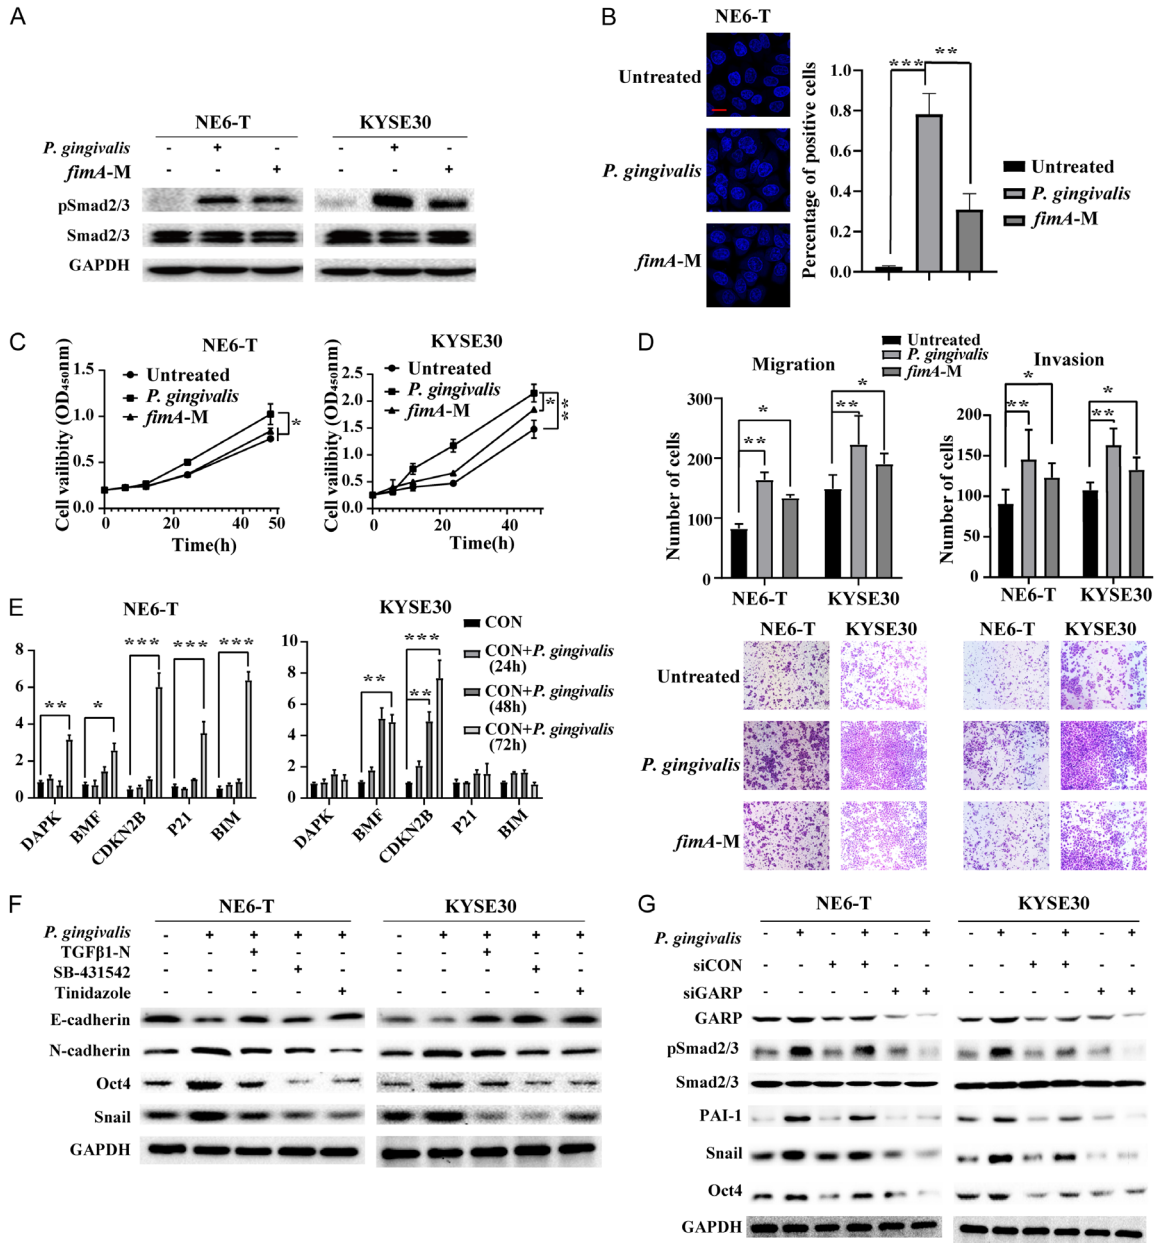 A
NE6-T KYSE30
P. gingivalis - + - - + -
fimA-M - - + - - +
pSmad2/3
Smad2/3
GAPDH
B
NE6-T
Untreated
P. gingivalis
fimA-M
Percentage of positive cells
1.0
0.8
0.6
0.4
0.2
0.0
*** **
Untreated
P. gingivalis
fimA-M
C
NE6-T
Cell vailibity (OD450nm)
1.5
1.0
0.5
0.0
0 10 20 30 40 50
Time(h)
Untreated
P. gingivalis
fimA-M
*
KYSE30
Cell vailibity (OD450nm)
2.5
2.0
1.5
1.0
0.5
0.0
0 20 40
Time(h)
Untreated
P. gingivalis
fimA-M
* **
D
Untreated
P. gingivalis
fimA-M
Migration
Number of cells
300
200
100
0
* ** * **
NE6-T KYSE30
Invasion
Number of cells
200
150
100
50
0
* ** * **
NE6-T KYSE30
NE6-T KYSE30 NE6-T KYSE30
Untreated
P. gingivalis
fimA-M
E
NE6-T
8
6
4
2
0
** * *** *** ***
DAPK BMF CDKN2B P21 BIM
KYSE30
10
8
6
4
2
0
** *** **
DAPK BMF CDKN2B P21 BIM
CON
CON+P. gingivalis
(24h)
CON+P. gingivalis
(48h)
CON+P. gingivalis
(72h)
F
NE6-T KYSE30
P. gingivalis - + + + + - + + + +
TGFβ1-N - - + - - - - + - -
SB-431542 - - - + - - - - + -
Tinidazole - - - - + - - - - +
E-cadherin
N-cadherin
Oct4
Snail
GAPDH
G
NE6-T KYSE30
P. gingivalis - + - + - + - + - + - +
siCON - - + + - - - - + + - -
siGARP - - - - + + - - - - + +
GARP
pSmad2/3
Smad2/3
PAI-1
Snail
Oct4
GAPDH